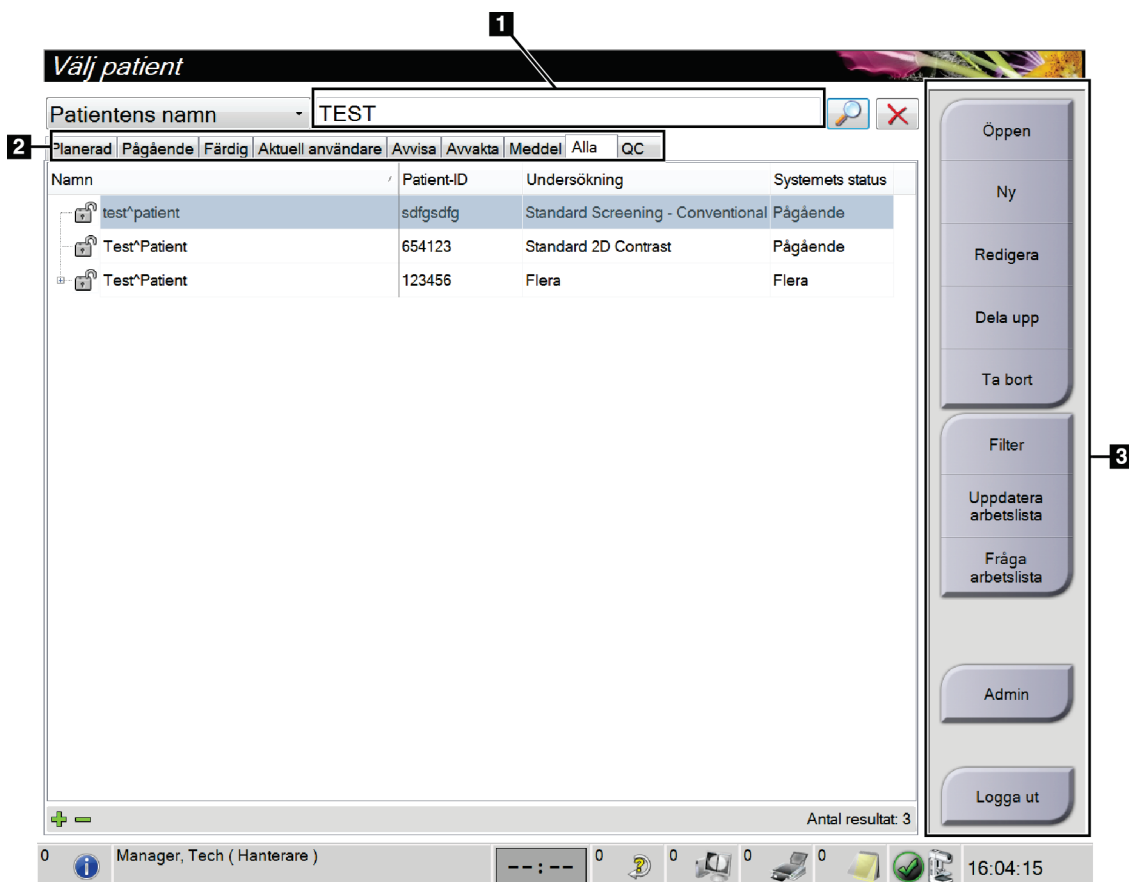 1
Välj patient
Patientens namn TEST
2
Planerad Pågående Färdig Aktuell användare Avvisa Avvakta Meddel Alla QC
Namn Patient-ID Undersökning Systemets status
test^patient sdfgsdfg Standard Screening - Conventional Pågående
Test^Patient 654123 Standard 2D Contrast Pågående
Test^Patient 123456 Flera Flera
Öppen
Ny
Redigera
Dela upp
Ta bort
Filter
3
Uppdatera
arbetslista
Fråga
arbetslista
Admin
Logga ut
Antal resultat: 3
0 Manager, Tech ( Hanterare ) --:-- 0 0 0 0 16:04:15